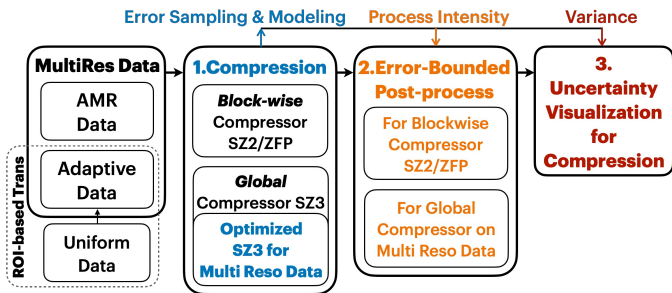 Error Sampling & Modeling
Process Intensity
Variance
MultiRes Data
AMR
Data
Adaptive
Data
Uniform
Data
ROI-based Trans
1.Compression
Block-wise
Compressor
SZ2/ZFP
Global
Compressor SZ3
Optimized
SZ3 for
Multi Reso Data
2.Error-Bounded
Post-process
For Blockwise
Compressor
SZ2/ZFP
For Global
Compressor on
Multi Reso Data
3.
Uncertainty
Visualization
for
Compression